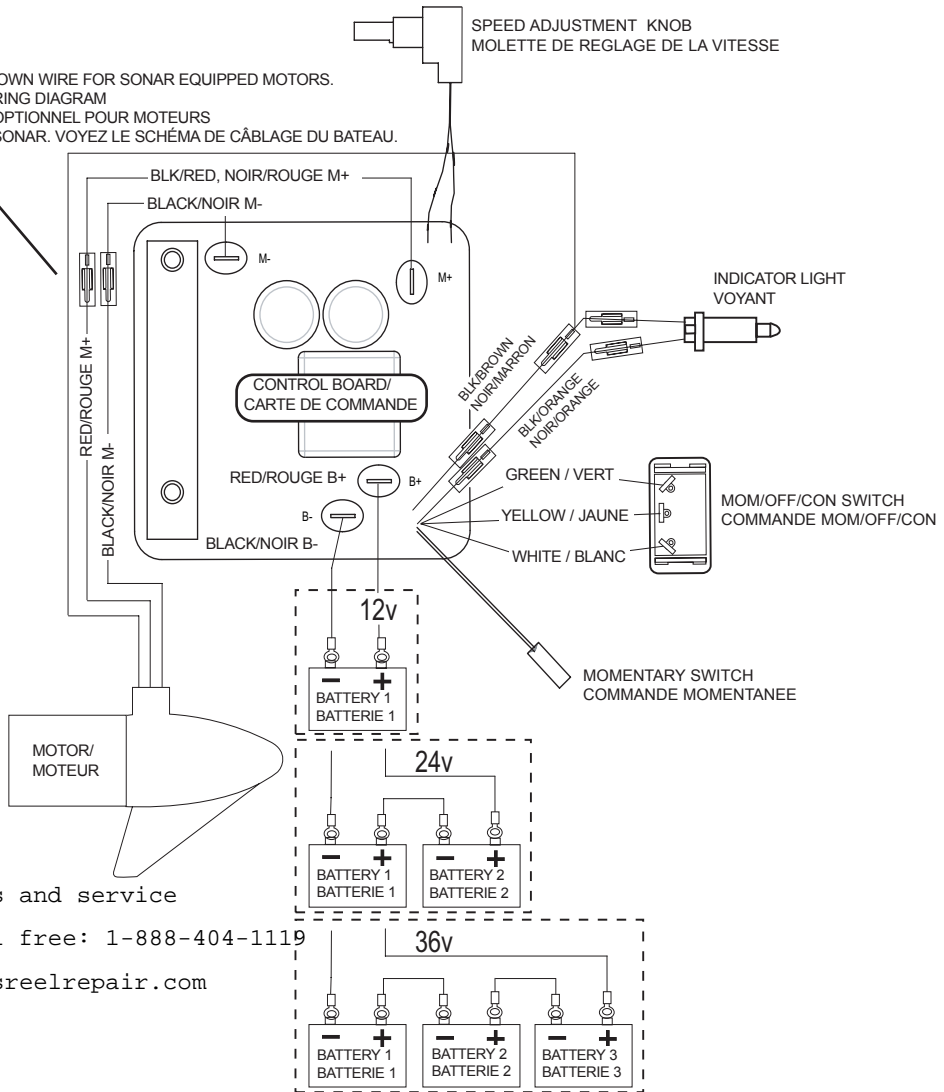 SPEED ADJUSTMENT KNOB
MOLETTE DE REGLAGE DE LA VITESSE
WIRE FOR SONAR EQUIPPED MOTORS.
DIAGRAM
OPTIONNEL POUR MOTEURS
SONAR. VOYEZ LE SCHÉMA DE CÂBLAGE DU BATEAU.
BLK/RED, NOIR/ROUGE M+
BLACK/NOIR M-
M-
M+
INDICATOR LIGHT
VOYANT
RED/ROUGE M+
BLACK/NOIR M-
BLK/BROWN
NOIR/MARRON
BLK/ORANGE
NOIR/ORANGE
CONTROL BOARD/
CARTE DE COMMANDE
RED/ROUGE B+
B+
B-
BLACK/NOIR B-
GREEN / VERT
YELLOW / JAUNE
WHITE / BLANC
MOM/OFF/CON SWITCH
COMMANDE MOM/OFF/CON
MOMENTARY SWITCH
COMMANDE MOMENTANEE
12v
- +
BATTERY 1
BATTERIE 1
MOTOR/
MOTEUR
24v
- +
BATTERY 1
BATTERIE 1
- +
BATTERY 2
BATTERIE 2
36v
- +
BATTERY 1
BATTERIE 1
- +
BATTERY 2
BATTERIE 2
- +
BATTERY 3
BATTERIE 3
and service
free: 1-888-404-1119
sreelrepair.com